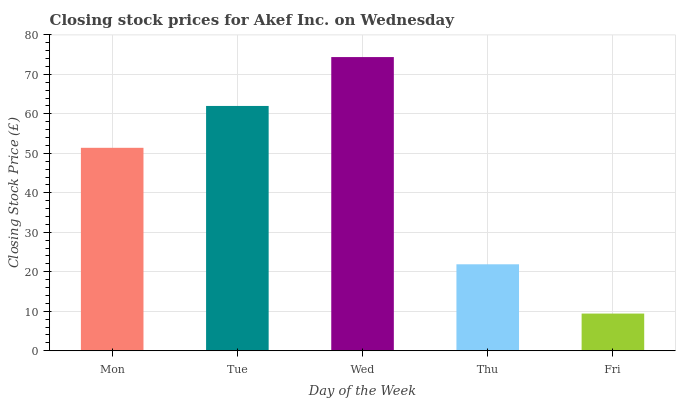 Closing stock prices for Akef Inc. on Wednesday
80
70
60
50
40
30
20
10
0
Closing Stock Price (£)
Mon Tue Wed Thu Fri
Day of the Week